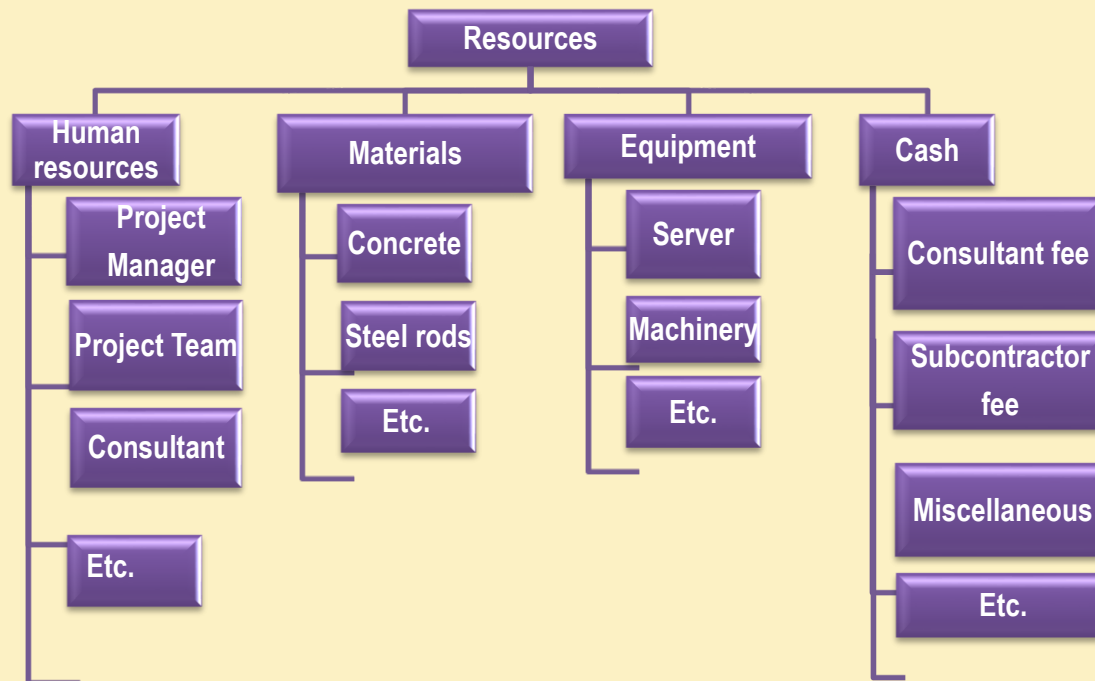 Resources
Human
resources
Project
Manager
Project Team
Consultant
Etc.
Materials
Concrete
Steel rods
Etc.
Equipment
Server
Machinery
Etc.
Cash
Consultant fee
Subcontractor
fee
Miscellaneous
Etc.